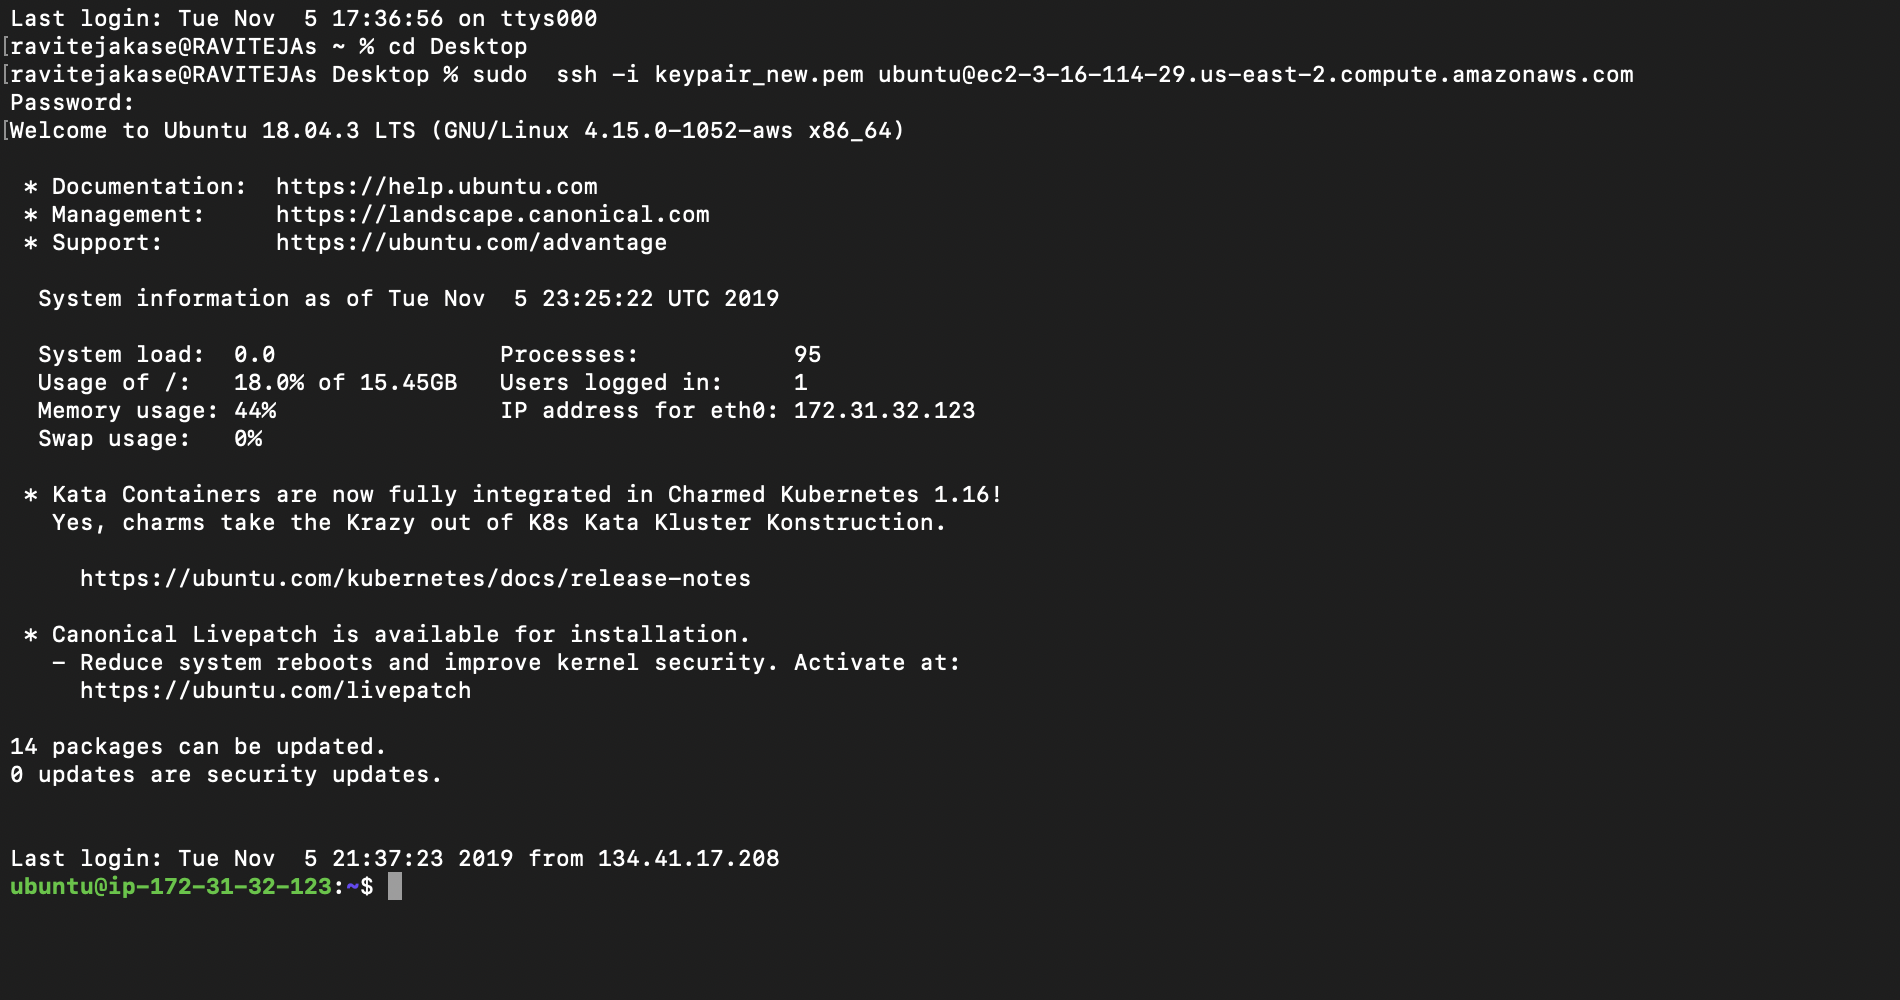 Last login: Tue Nov  5 17:36:56 on ttys000
[ravitejakase@RAVITEJAs ~ % cd Desktop
[ravitejakase@RAVITEJAs Desktop % sudo  ssh -i keypair_new.pem ubuntu@ec2-3-16-114-29.us-east-2.compute.amazonaws.com
Password:
[Welcome to Ubuntu 18.04.3 LTS (GNU/Linux 4.15.0-1052-aws x86_64)

 * Documentation:  https://help.ubuntu.com
 * Management:     https://landscape.canonical.com
 * Support:        https://ubuntu.com/advantage

  System information as of Tue Nov  5 23:25:22 UTC 2019

  System load:  0.0                Processes:           95
  Usage of /:   18.0% of 15.45GB   Users logged in:     1
  Memory usage: 44%                IP address for eth0: 172.31.32.123
  Swap usage:   0%

 * Kata Containers are now fully integrated in Charmed Kubernetes 1.16!
   Yes, charms take the Krazy out of K8s Kata Kluster Konstruction.

     https://ubuntu.com/kubernetes/docs/release-notes

 * Canonical Livepatch is available for installation.
   - Reduce system reboots and improve kernel security. Activate at:
     https://ubuntu.com/livepatch

14 packages can be updated.
0 updates are security updates.


Last login: Tue Nov  5 21:37:23 2019 from 134.41.17.208
ubuntu@ip-172-31-32-123:~$